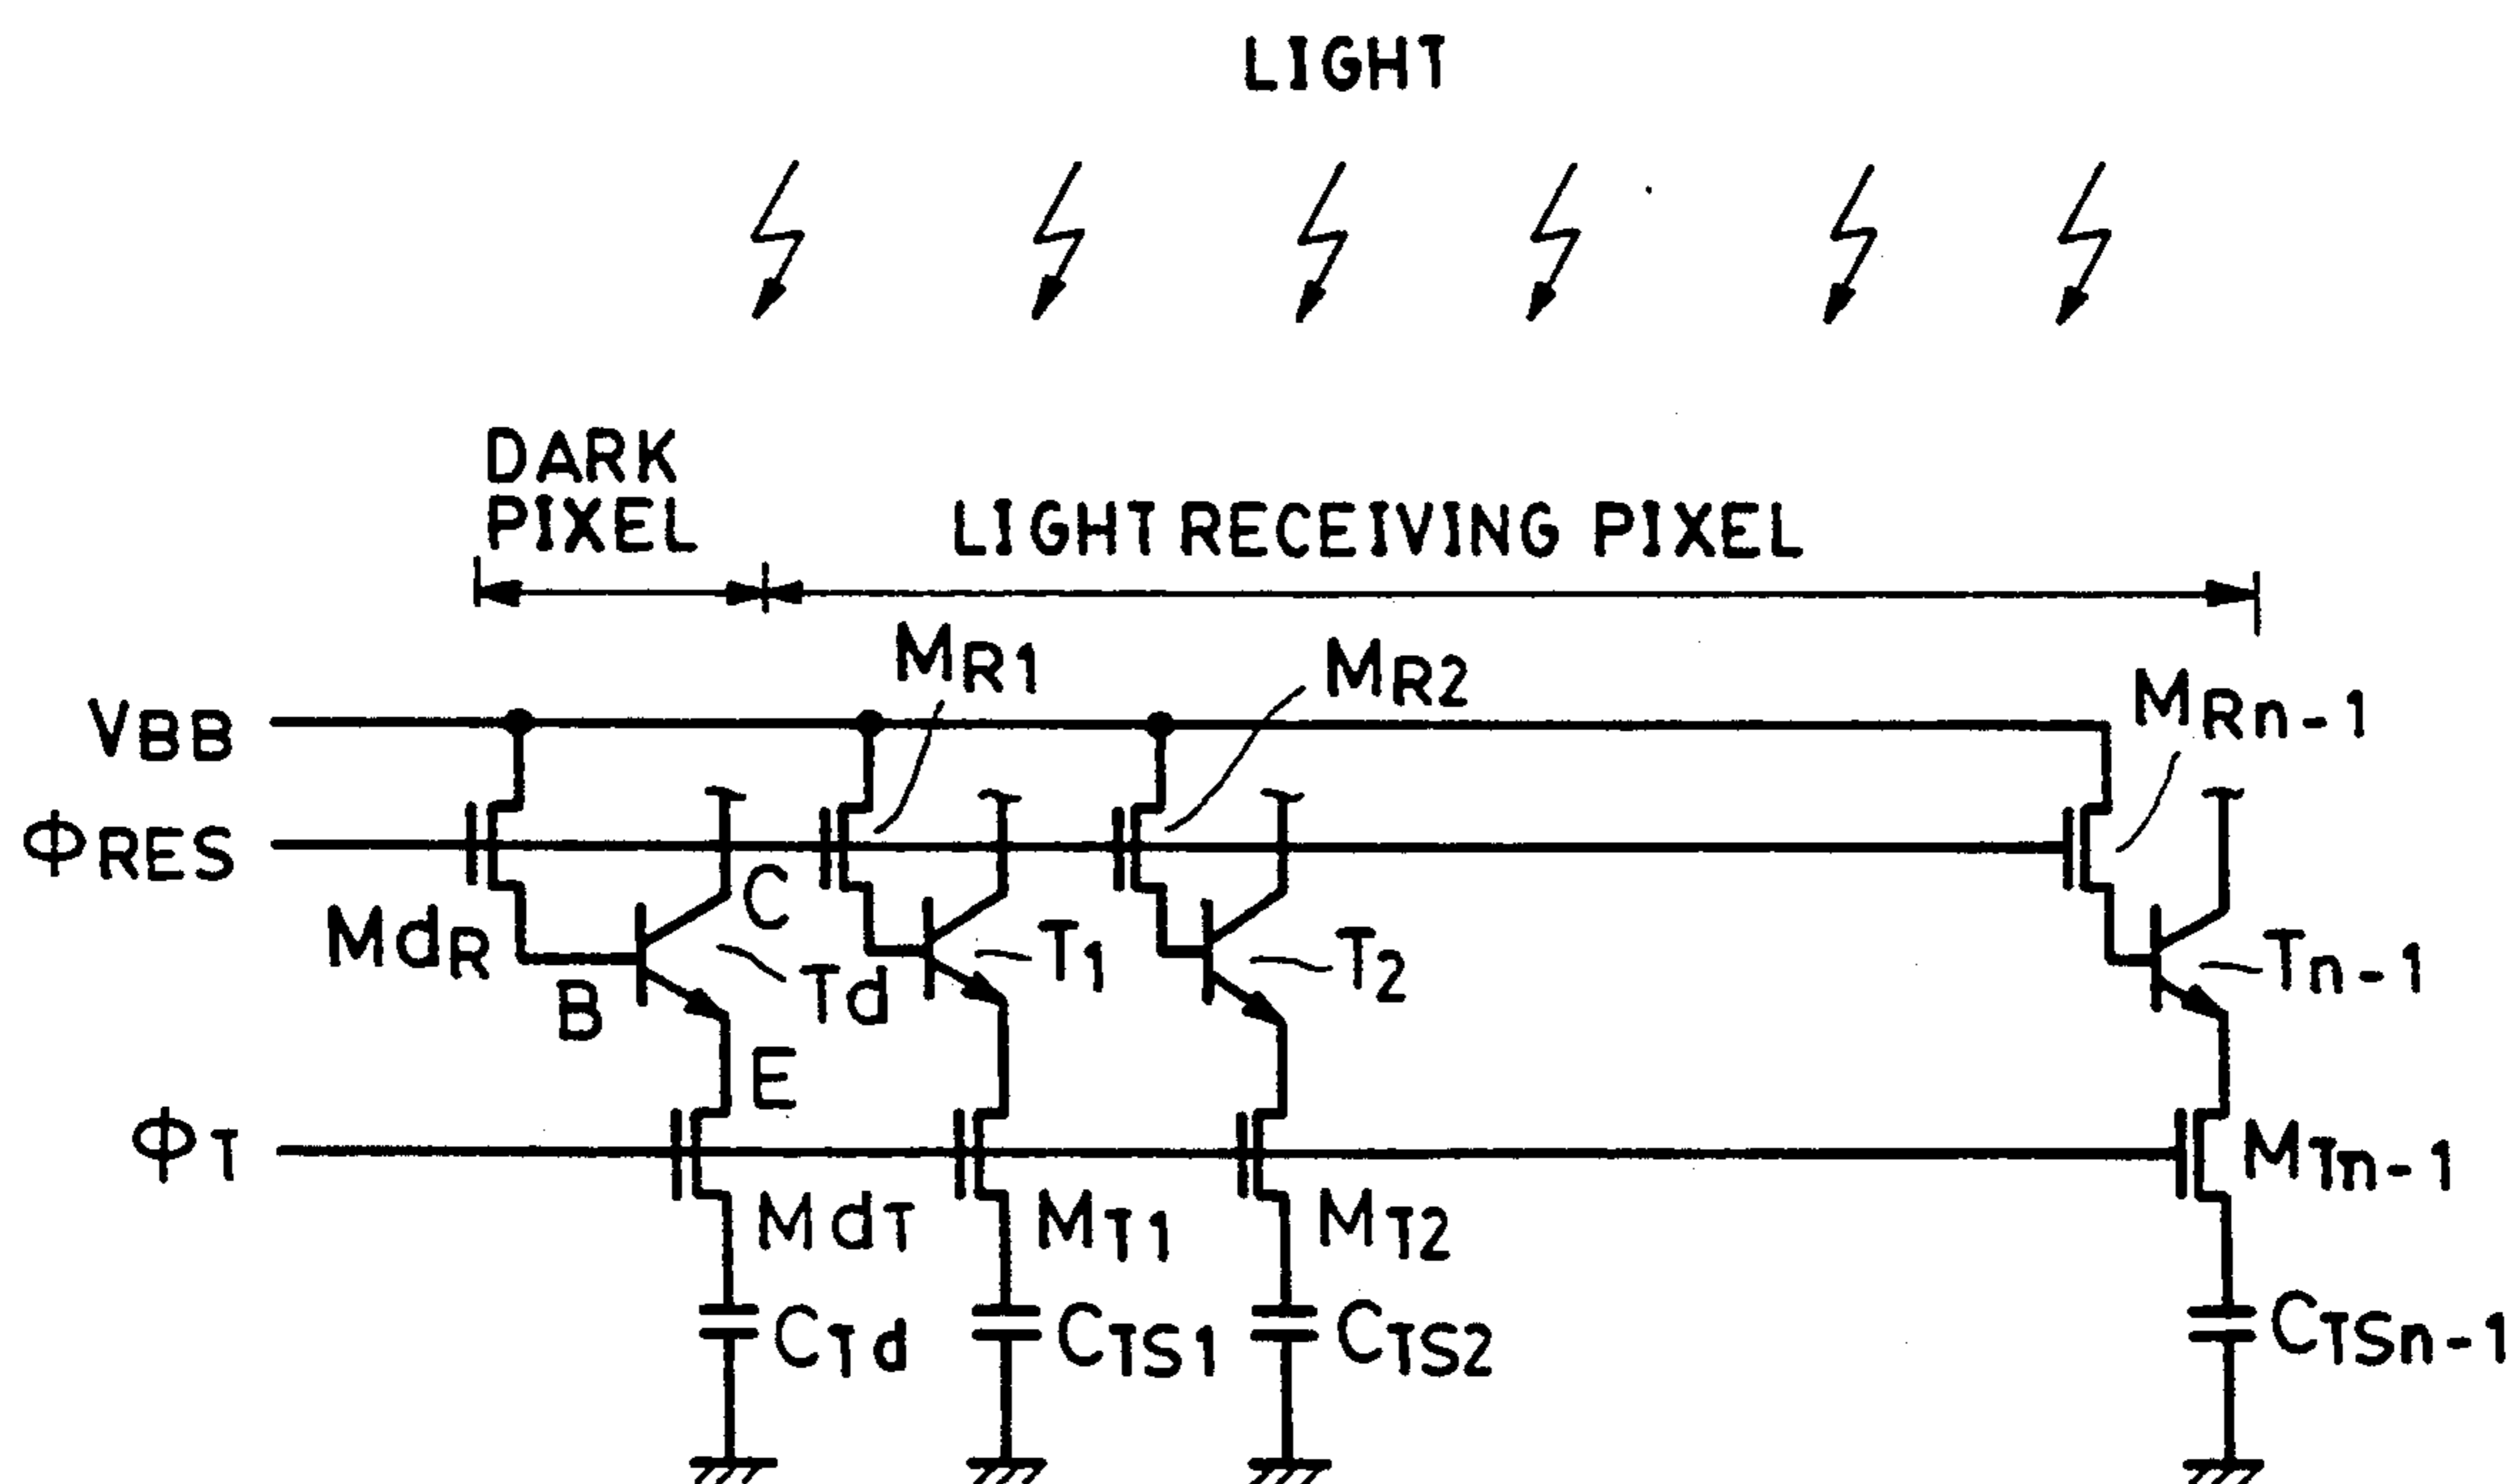 LIGHT
DARK
PIXEL
LIGHT RECEIVING PIXEL
MR1
MR2
MRn-1
VBB
ΦRES
C
MdR
Td
T1
T2
Tn-1
B
E
ΦT
MdT
MT1
MT2
MTn-1
CTd
CTS1
CTS2
CTSn-1